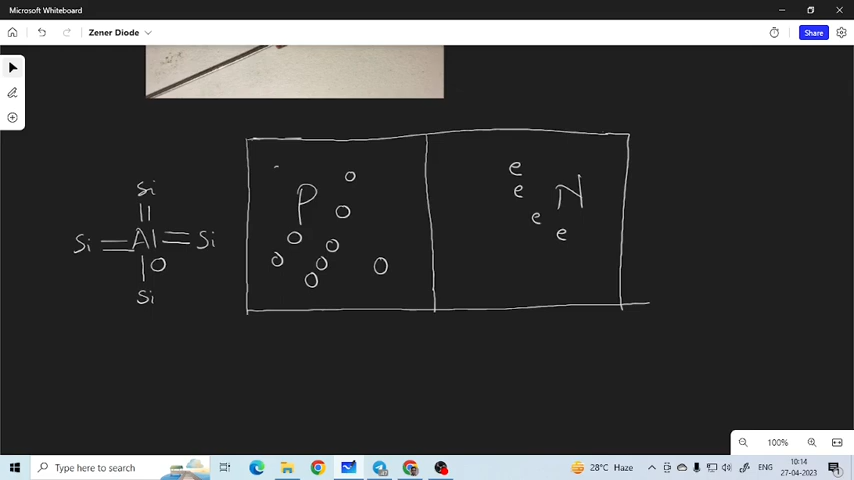 Microsoft Whiteboard
Zener Diode
Share
Si
Si Al Si
O
Si
P
N
e
e
e
e
100%
Type here to search
28°C Haze
ENG
10:14
27-04-2023